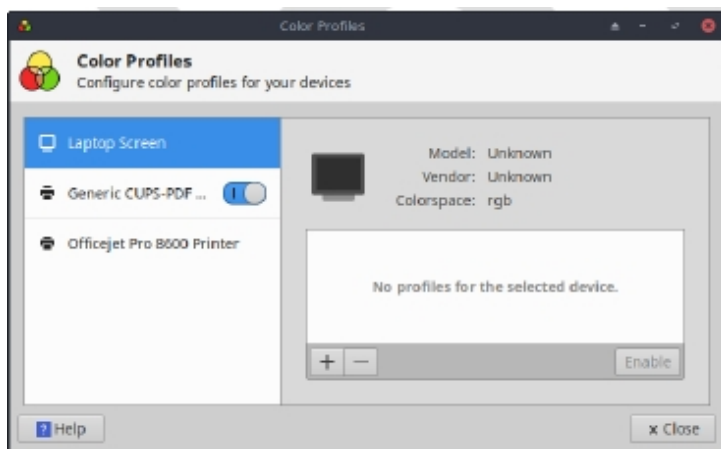 Color Profiles
Color Profiles
Configure color profiles for your devices
Laptop Screen
Generic CUPS-PDF ...
Officejet Pro 8600 Printer
Model: Unknown
Vendor: Unknown
Colorspace: rgb
No profiles for the selected device.
Enable
? Help
x Close